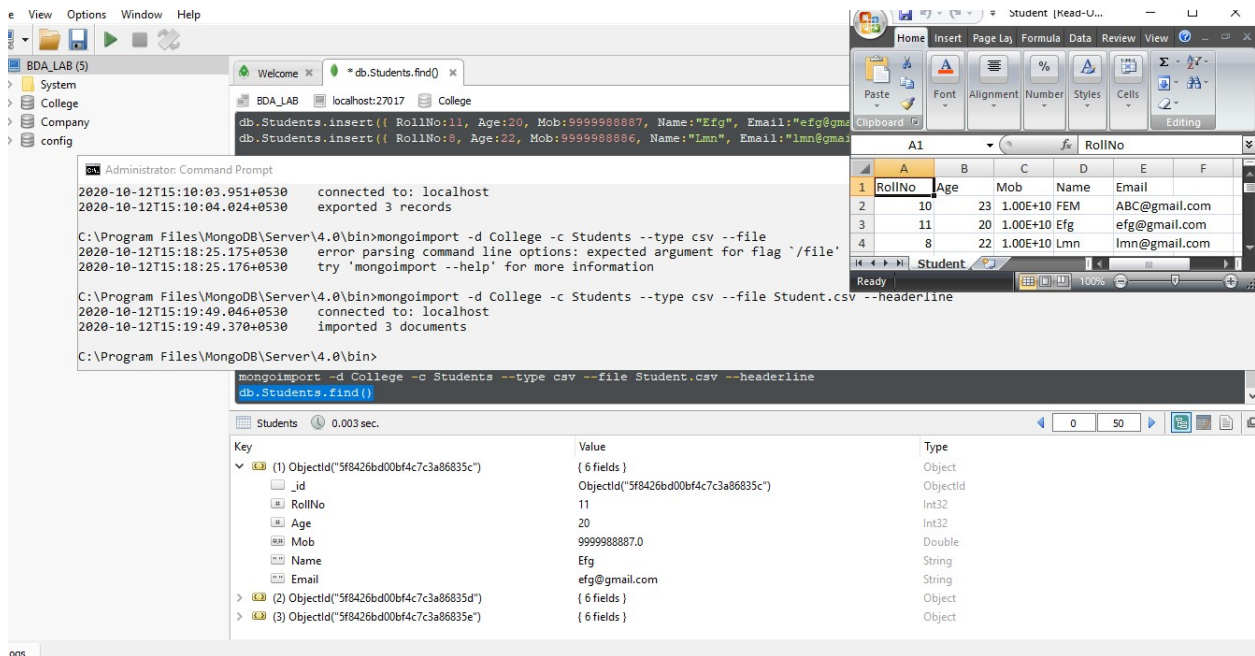 View Options Window Help
BDA_LAB (5)
System
College
Company
config
Welcome
* db.Students.find()
BDA_LAB localhost:27017 College
db.Students.insert({ RollNo:11, Age:20, Mob:9999988887, Name:"Efg", Email:"efg@gma
db.Students.insert({ RollNo:8, Age:22, Mob:9999988886, Name:"Lmn", Email:"lmn@gmai
Student [Read-O...
Home Insert Page Lay Formula Data Review View
Paste Font Alignment Number Styles Cells
Clipboard Editing
A1 fx RollNo
A B C D E F
1 RollNo Age Mob Name Email
2 10 23 1.00E+10 FEM ABC@gmail.com
3 11 20 1.00E+10 Efg efg@gmail.com
4 8 22 1.00E+10 Lmn lmn@gmail.com
Student
Ready 100%
Administrator: Command Prompt
2020-10-12T15:10:03.951+0530 connected to: localhost
2020-10-12T15:10:04.024+0530 exported 3 records
C:\Program Files\MongoDB\Server\4.0\bin>mongoimport -d College -c Students --type csv --file
2020-10-12T15:18:25.175+0530 error parsing command line options: expected argument for flag `/file'
2020-10-12T15:18:25.176+0530 try 'mongoimport --help' for more information
C:\Program Files\MongoDB\Server\4.0\bin>mongoimport -d College -c Students --type csv --file Student.csv --headerline
2020-10-12T15:19:49.046+0530 connected to: localhost
2020-10-12T15:19:49.370+0530 imported 3 documents
C:\Program Files\MongoDB\Server\4.0\bin>
mongoimport -d College -c Students --type csv --file Student.csv --headerline
db.Students.find()
Students 0.003 sec. 0 50
Key Value Type
(1) ObjectId("5f8426bd00bf4c7c3a86835c") { 6 fields } Object
_id ObjectId("5f8426bd00bf4c7c3a86835c") ObjectId
RollNo 11 Int32
Age 20 Int32
Mob 9999988887.0 Double
Name Efg String
Email efg@gmail.com String
(2) ObjectId("5f8426bd00bf4c7c3a86835d") { 6 fields } Object
(3) ObjectId("5f8426bd00bf4c7c3a86835e") { 6 fields } Object